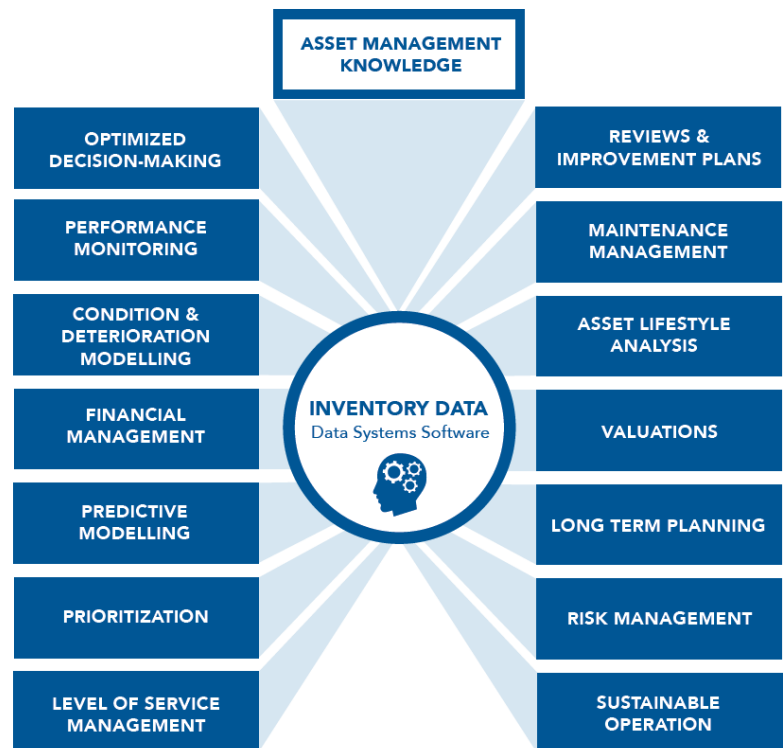 ASSET MANAGEMENT
KNOWLEDGE
OPTIMIZED
DECISION-MAKING
PERFORMANCE
MONITORING
CONDITION &
DETERIORATION
MODELLING
FINANCIAL
MANAGEMENT
PREDICTIVE
MODELLING
PRIORITIZATION
LEVEL OF SERVICE
MANAGEMENT
INVENTORY DATA
Data Systems Software
REVIEWS &
IMPROVEMENT PLANS
MAINTENANCE
MANAGEMENT
ASSET LIFESTYLE
ANALYSIS
VALUATIONS
LONG TERM PLANNING
RISK MANAGEMENT
SUSTAINABLE
OPERATION